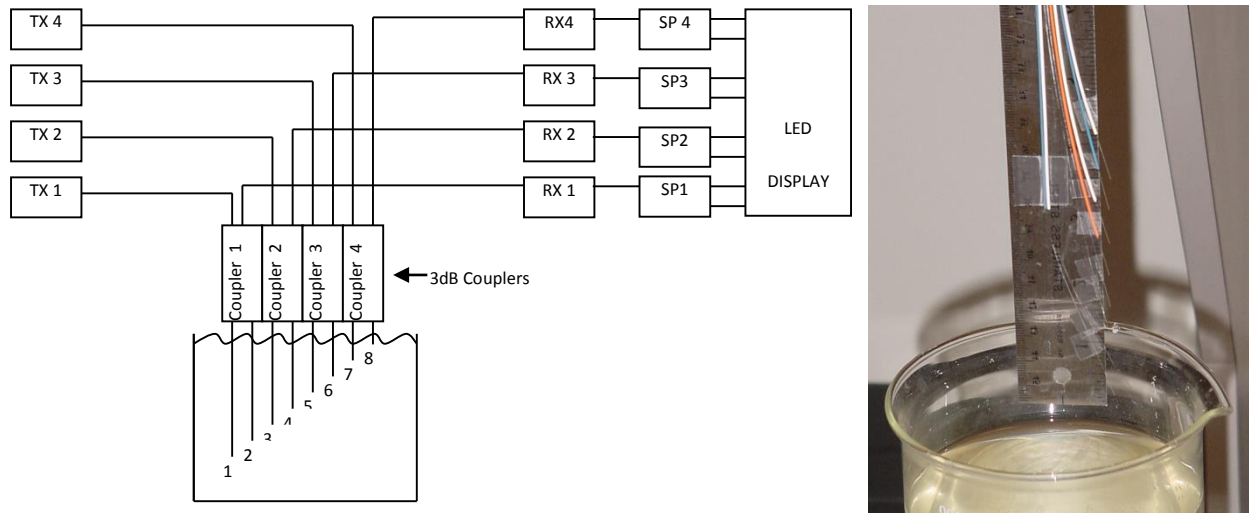 TX 4
RX4
SP 4
TX 3
RX 3
SP3
TX 2
RX 2
SP2
LED
DISPLAY
TX 1
RX 1
SP1
Coupler 1
Coupler 2
Coupler 3
Coupler 4
3dB Couplers
8
7
6
5
4
3
2
1